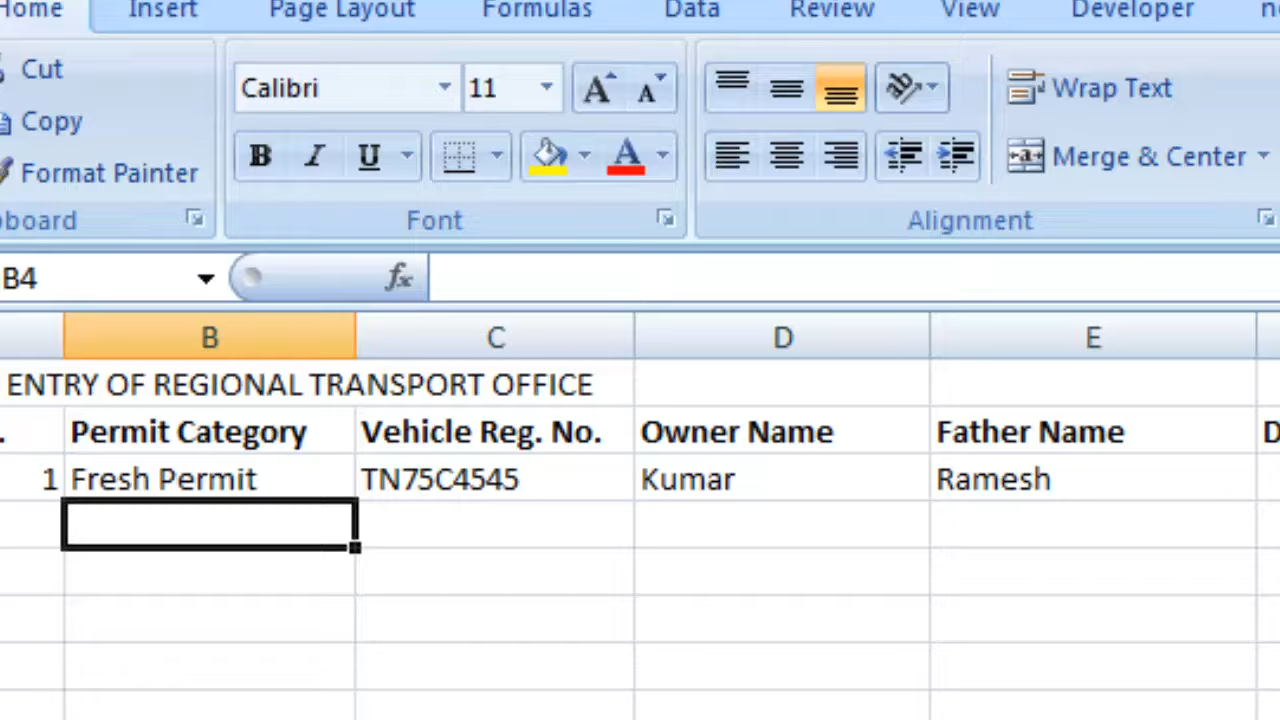 Home Insert Page Layout Formulas Data Review View Developer
Cut
Copy
Format Painter
Calibri 11
A A
B I U A
Wrap Text
Merge & Center
Font Alignment
B4 fx
B C D E
ENTRY OF REGIONAL TRANSPORT OFFICE
. Permit Category Vehicle Reg. No. Owner Name Father Name D
1 Fresh Permit TN75C4545 Kumar Ramesh